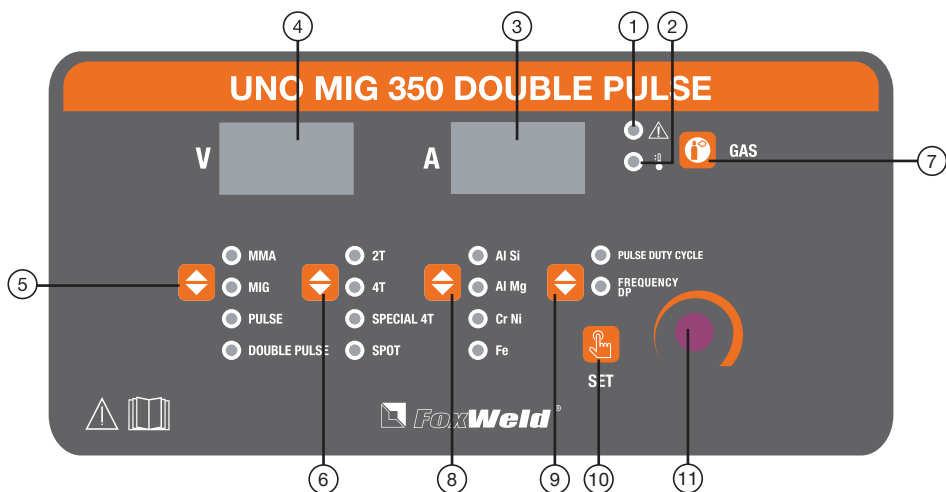 4 3 1 2
UNO MIG 350 DOUBLE PULSE
V A GAS
7
MMA 2T Al Si PULSE DUTY CYCLE
5
MIG 4T Al Mg FREQUENCY DP
PULSE SPECIAL 4T Cr Ni
DOUBLE PULSE SPOT Fe
SET
FoxWeld®
6 8 9 10 11